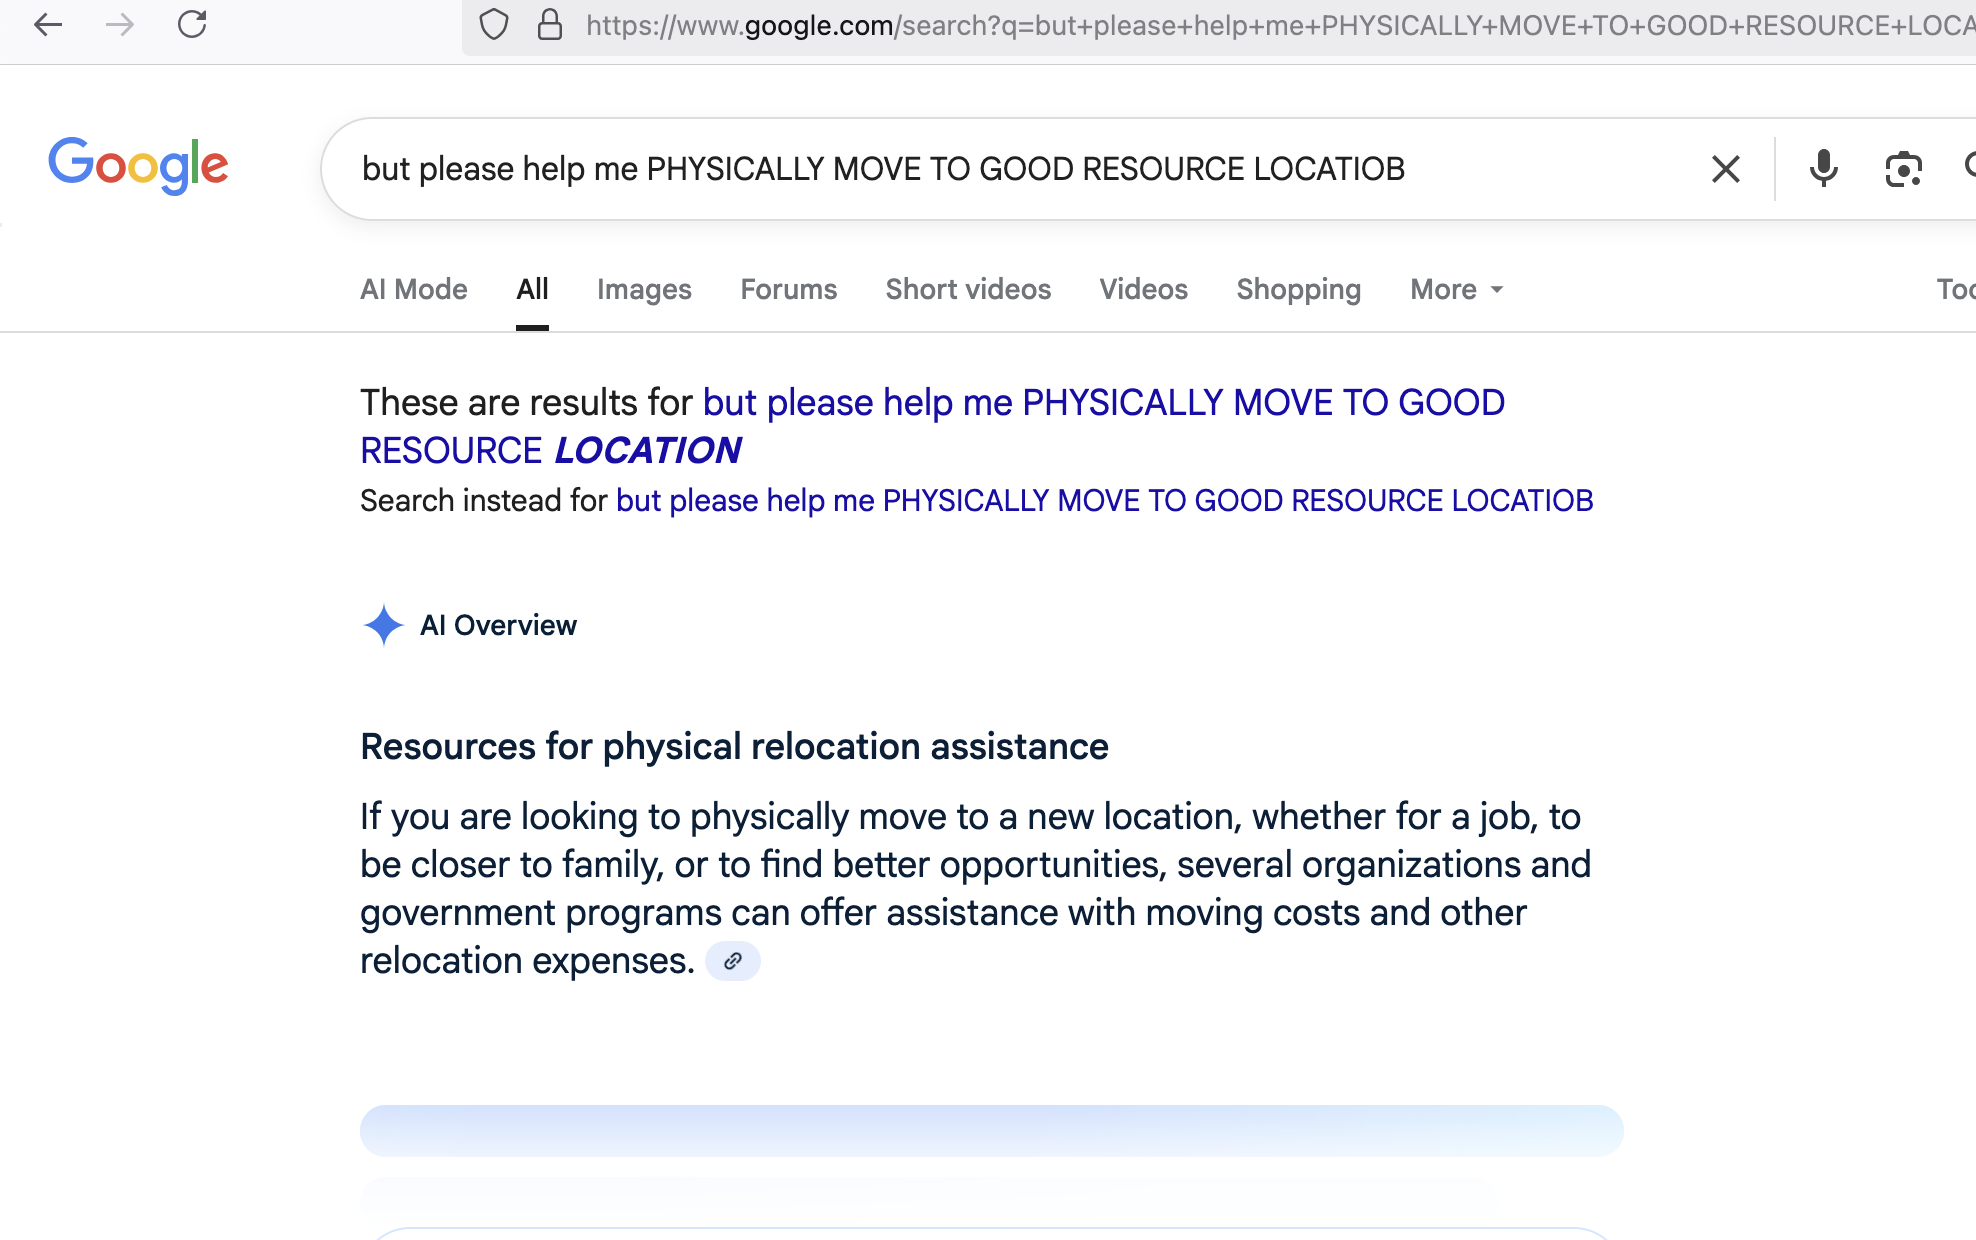 https://www.google.com/search?q=but+please+help+me+PHYSICALLY+MOVE+TO+GOOD+RESOURCE+LOCA
Google
but please help me PHYSICALLY MOVE TO GOOD RESOURCE LOCATIOB
AI Mode All Images Forums Short videos Videos Shopping More
These are results for but please help me PHYSICALLY MOVE TO GOOD
RESOURCE LOCATION
Search instead for but please help me PHYSICALLY MOVE TO GOOD RESOURCE LOCATIOB
AI Overview
Resources for physical relocation assistance
If you are looking to physically move to a new location, whether for a job, to
be closer to family, or to find better opportunities, several organizations and
government programs can offer assistance with moving costs and other
relocation expenses.